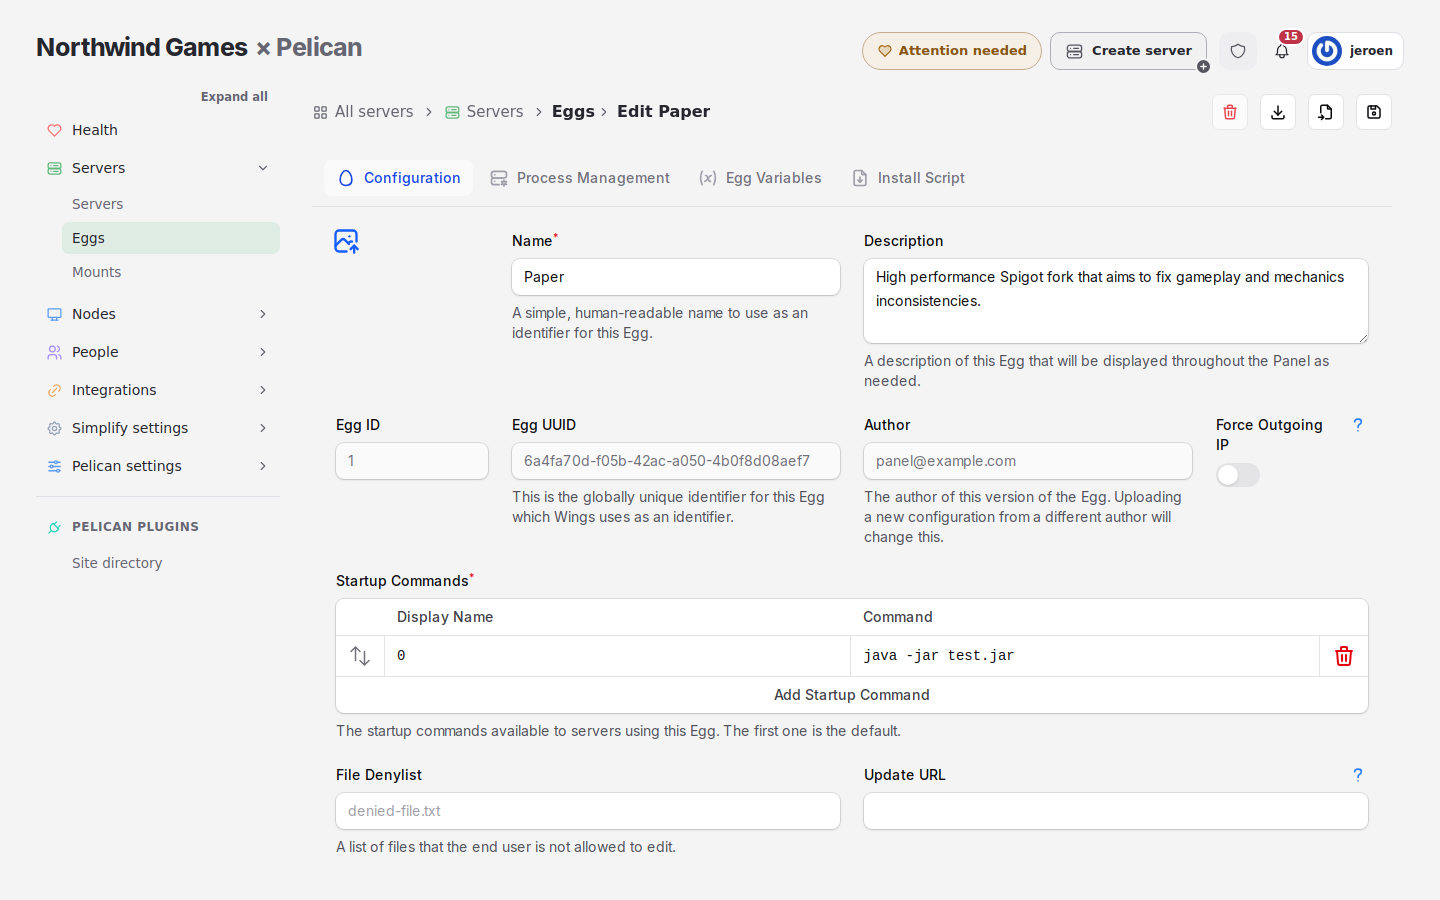 Northwind Games × Pelican
Attention needed
Create server
15
jeroen
Expand all
Health
Servers
Servers
Eggs
Mounts
Nodes
People
Integrations
Simplify settings
Pelican settings
PELICAN PLUGINS
Site directory
All servers > Servers > Eggs > Edit Paper
Configuration
Process Management
Egg Variables
Install Script
Name*
Paper
A simple, human-readable name to use as an
identifier for this Egg.
Description
High performance Spigot fork that aims to fix gameplay and mechanics
inconsistencies.
A description of this Egg that will be displayed throughout the Panel as
needed.
Egg ID
1
Egg UUID
6a4fa70d-f05b-42ac-a050-4b0f8d08aef7
This is the globally unique identifier for this Egg
which Wings uses as an identifier.
Author
panel@example.com
The author of this version of the Egg. Uploading
a new configuration from a different author will
change this.
Force Outgoing
IP
?
Startup Commands*
Display Name
Command
0
java -jar test.jar
Add Startup Command
The startup commands available to servers using this Egg. The first one is the default.
File Denylist
denied-file.txt
A list of files that the end user is not allowed to edit.
Update URL
?